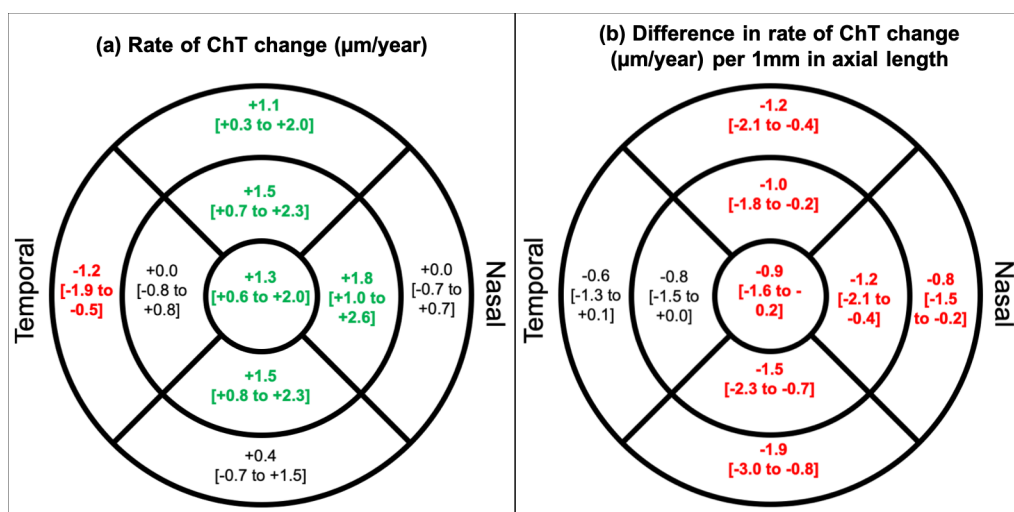 (a) Rate of ChT change (µm/year)
+1.1
[+0.3 to +2.0]
+1.5
[+0.7 to +2.3]
Temporal
-1.2
[-1.9 to
-0.5]
+0.0
[-0.8 to
+0.8]
+1.3
[+0.6 to +2.0]
+1.8
[+1.0 to
+2.6]
+0.0
[-0.7 to
+0.7]
Nasal
+1.5
[+0.8 to +2.3]
+0.4
[-0.7 to +1.5]
(b) Difference in rate of ChT change
(µm/year) per 1mm in axial length
-1.2
[-2.1 to -0.4]
-1.0
[-1.8 to -0.2]
Temporal
-0.6
[-1.3 to
+0.1]
-0.8
[-1.5 to
+0.0]
-0.9
[-1.6 to -
0.2]
-1.2
[-2.1 to
-0.4]
-0.8
[-1.5
to -0.2]
Nasal
-1.5
[-2.3 to -0.7]
-1.9
[-3.0 to -0.8]